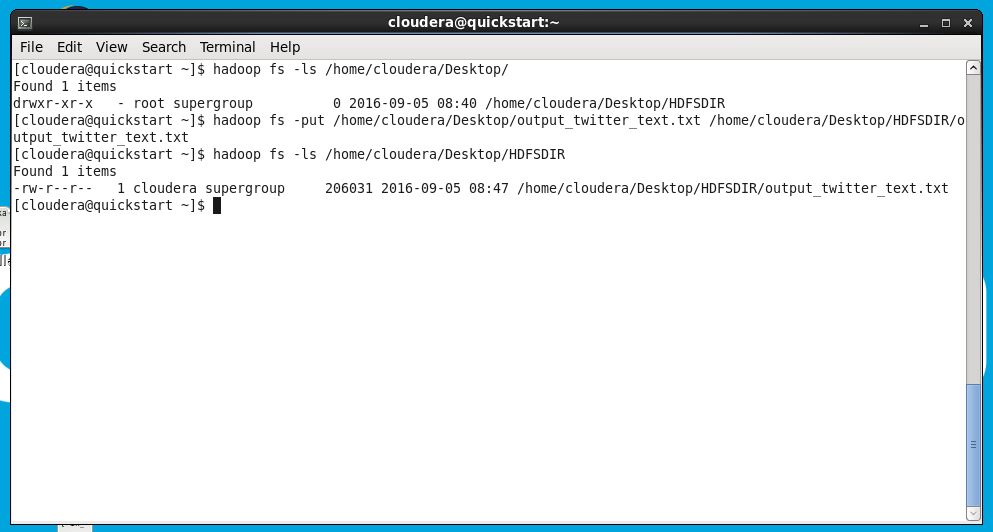 cloudera@quickstart:~
File Edit View Search Terminal Help
[cloudera@quickstart ~]$ hadoop fs -ls /home/cloudera/Desktop/
Found 1 items
drwxr-xr-x   - root supergroup          0 2016-09-05 08:40 /home/cloudera/Desktop/HDFSDIR
[cloudera@quickstart ~]$ hadoop fs -put /home/cloudera/Desktop/output_twitter_text.txt /home/cloudera/Desktop/HDFSDIR/o
utput_twitter_text.txt
[cloudera@quickstart ~]$ hadoop fs -ls /home/cloudera/Desktop/HDFSDIR
Found 1 items
-rw-r--r--   1 cloudera supergroup     206031 2016-09-05 08:47 /home/cloudera/Desktop/HDFSDIR/output_twitter_text.txt
[cloudera@quickstart ~]$